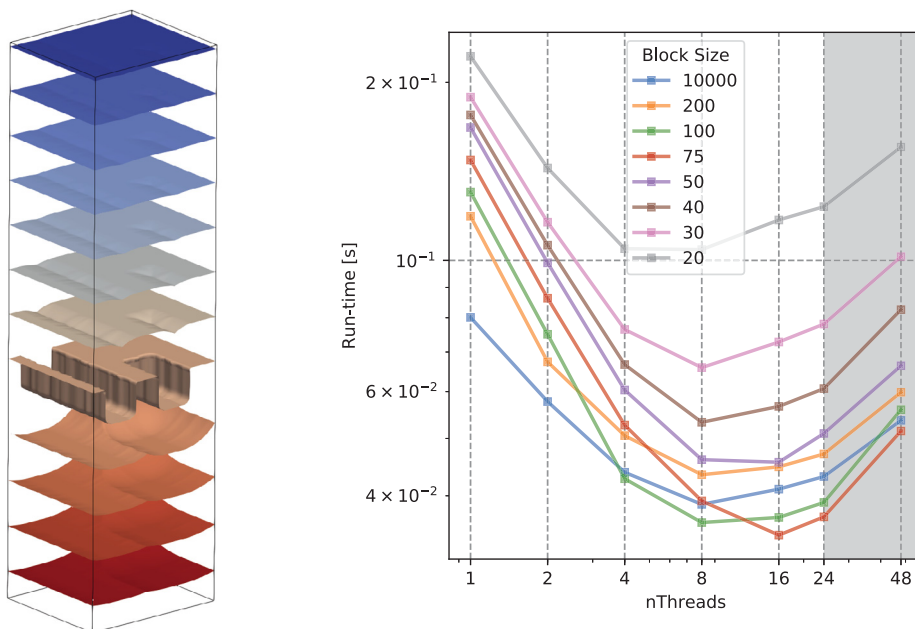 Block Size
10000
200
100
75
50
40
30
20
2 × 10⁻¹
10⁻¹
6 × 10⁻²
4 × 10⁻²
Run-time [s]
1 2 4 8 16 24 48
nThreads